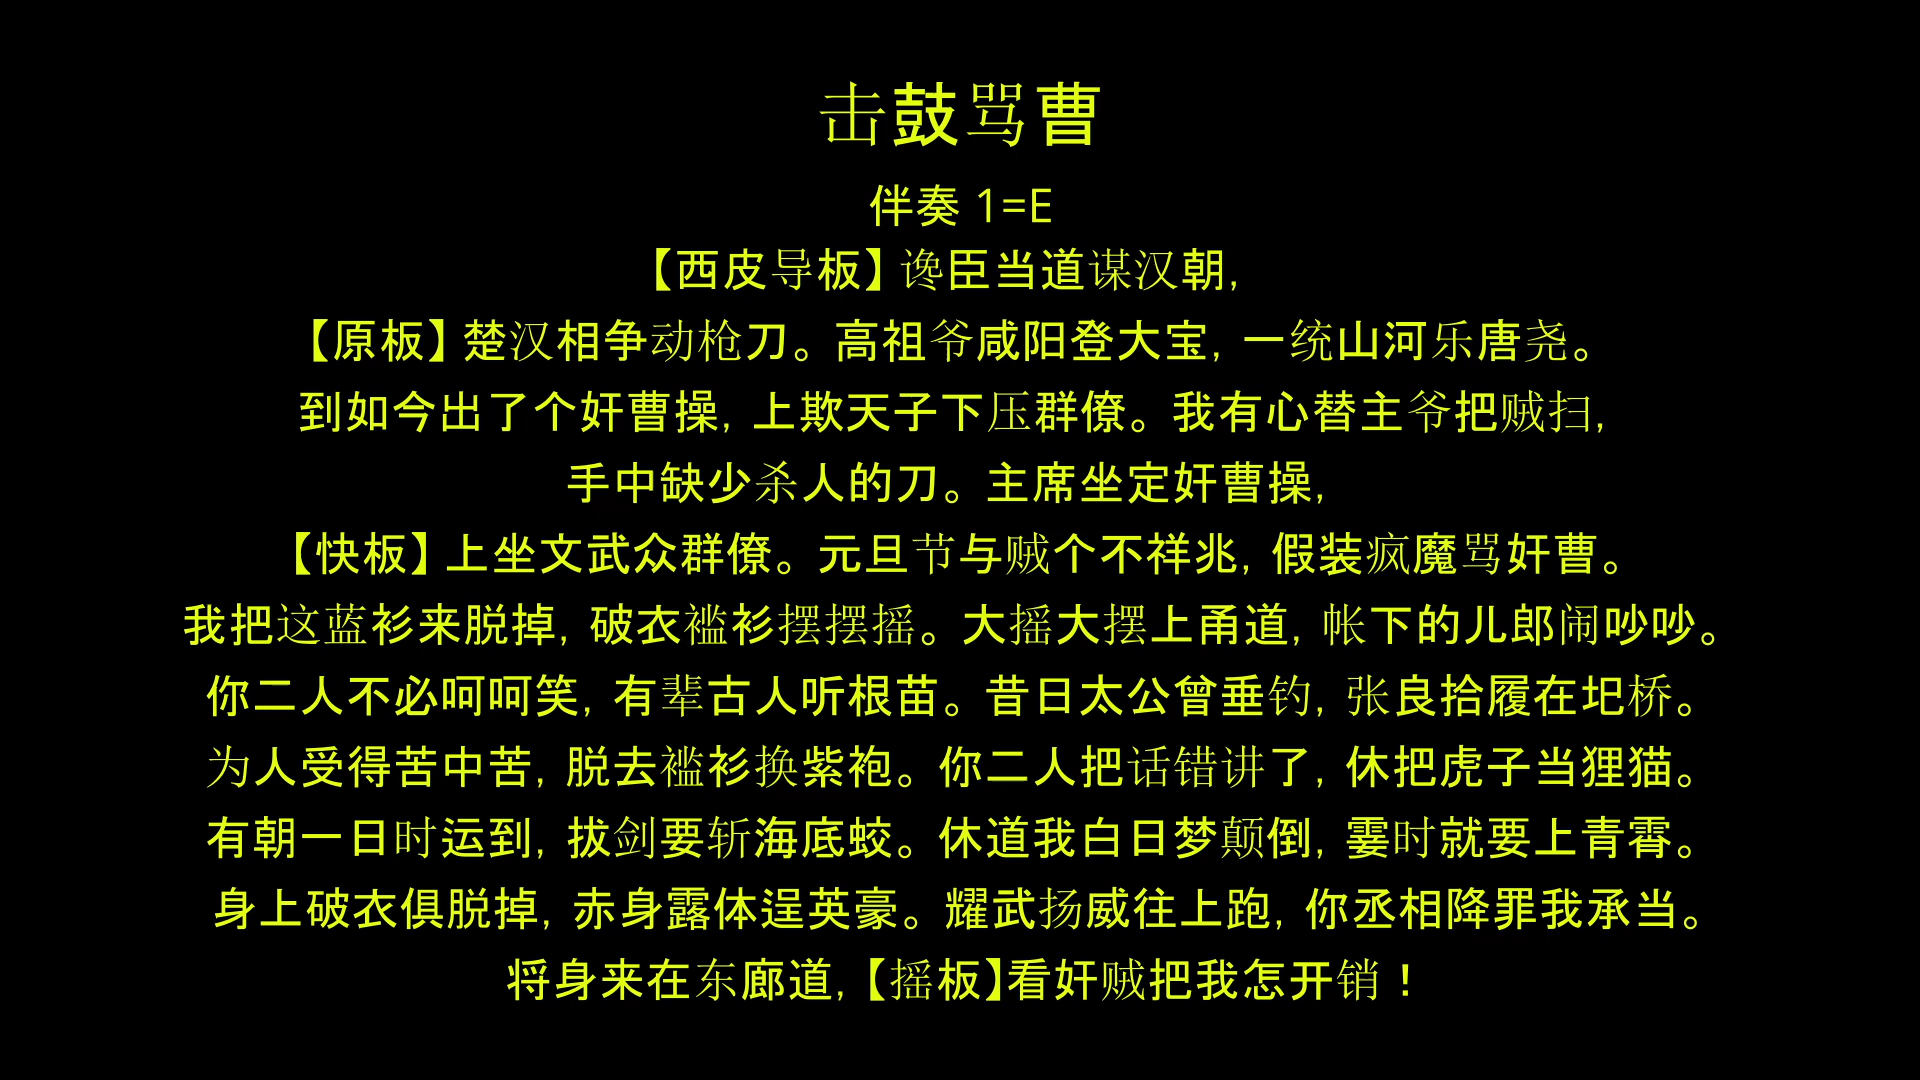 击鼓骂曹
伴奏 1=E
【西皮导板】谗臣当道谋汉朝,
【原板】楚汉相争动枪刀。高祖爷咸阳登大宝, 一统山河乐唐尧。
到如今出了个奸曹操, 上欺天子下压群僚。我有心替主爷把贼扫,
手中缺少杀人的刀。主席坐定奸曹操,
【快板】上坐文武众群僚。元旦节与贼个不祥兆, 假装疯魔骂奸曹。
我把这蓝衫来脱掉, 破衣褴衫摆摆摇。大摇大摆上甬道, 帐下的儿郎闹吵吵。
你二人不必呵呵笑, 有辈古人听根苗。昔日太公曾垂钓, 张良拾履在圯桥。
为人受得苦中苦, 脱去褴衫换紫袍。你二人把话错讲了, 休把虎子当狸猫。
有朝一日时运到, 拔剑要斩海底蛟。休道我白日梦颠倒, 霎时就要上青霄。
身上破衣俱脱掉, 赤身露体逞英豪。耀武扬威往上跑, 你丞相降罪我承当。
将身来在东廊道,【摇板】看奸贼把我怎开销！